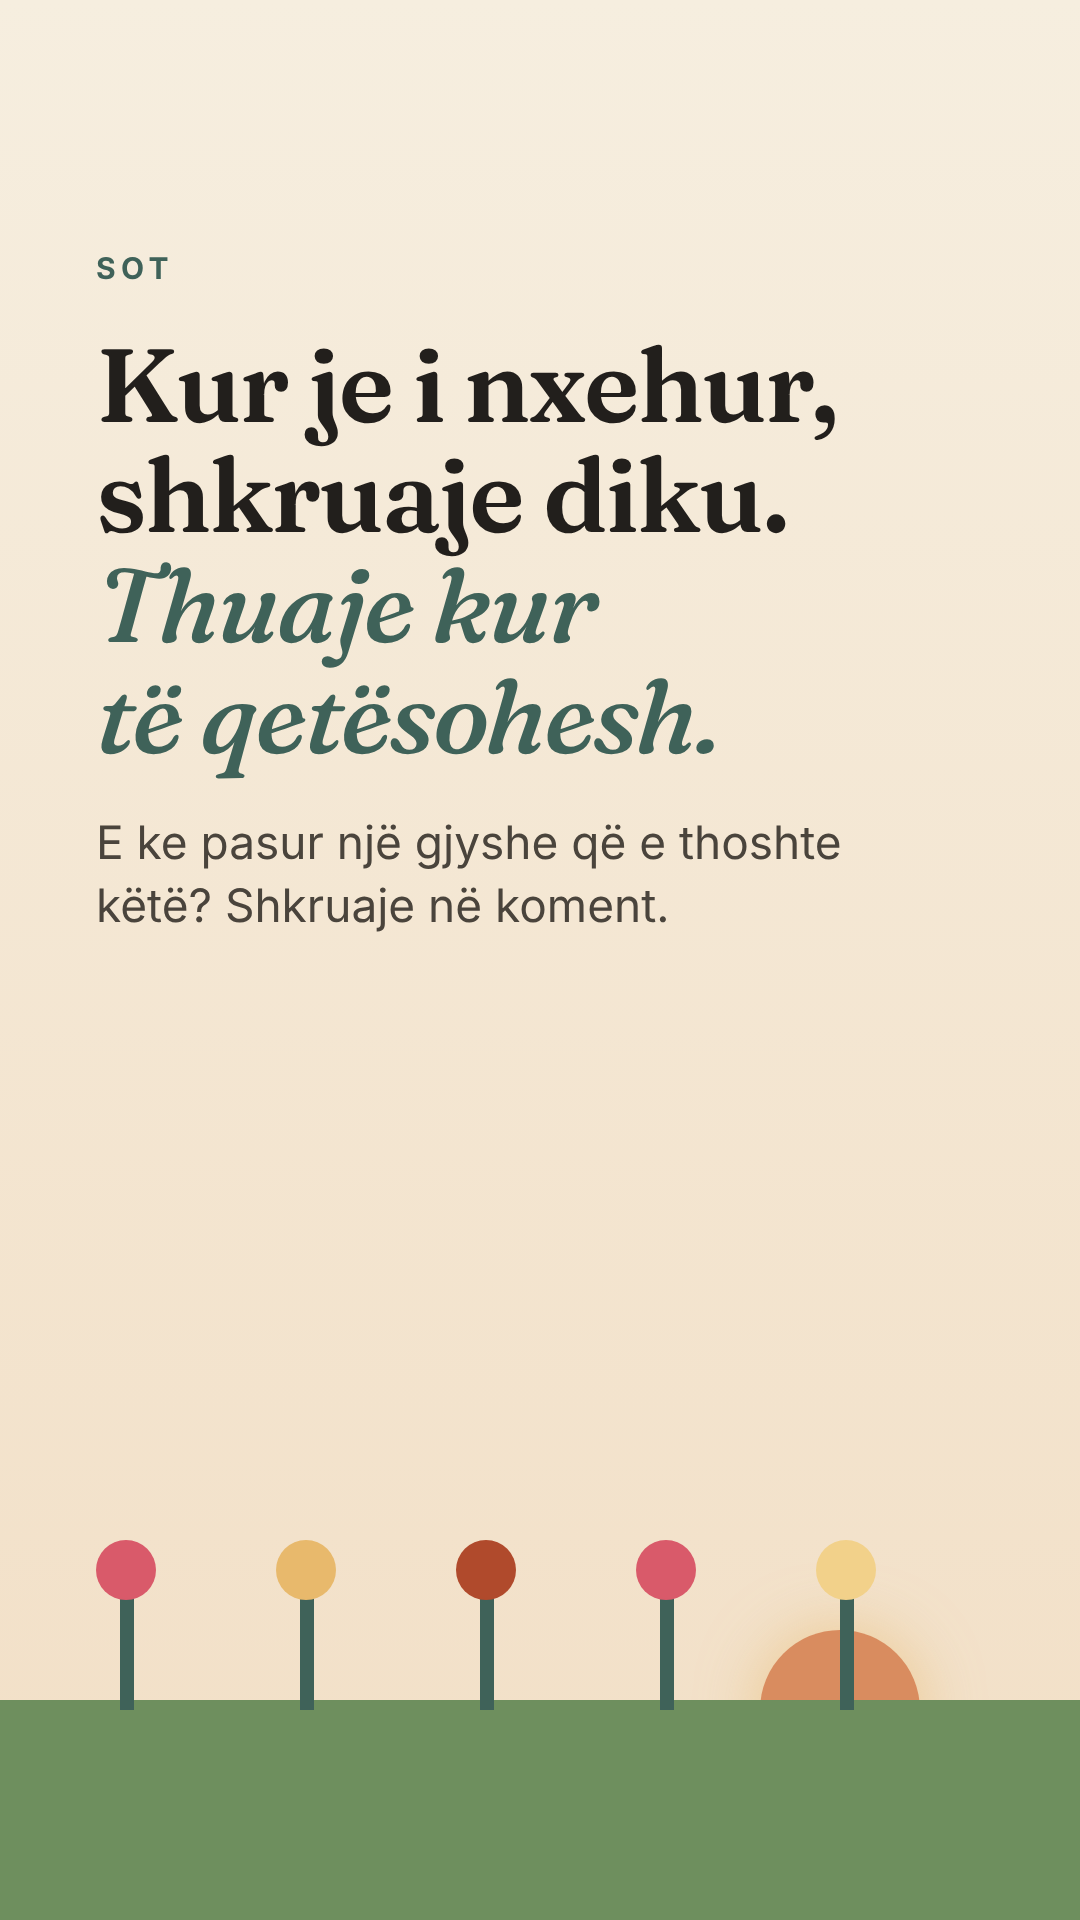 SOT
Kur je i nxehur,
shkruaje diku.
Thuaje kur
të qetësohesh.
E ke pasur një gjyshe që e thoshte
këtë? Shkruaje në koment.